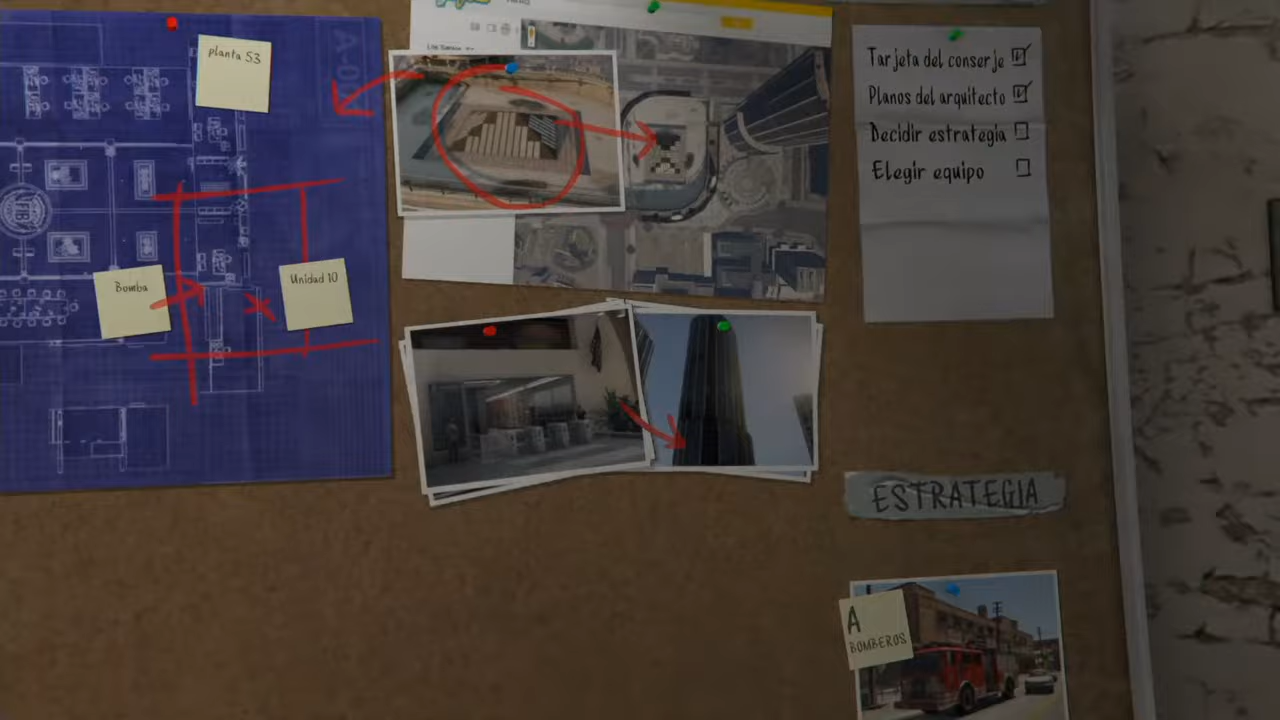 planta 53
Bomba
Unidad 10
Tarjeta del conserje
Planos del arquitecto
Decidir estrategia
Elegir equipo
ESTRATEGIA
A
BOMBEROS